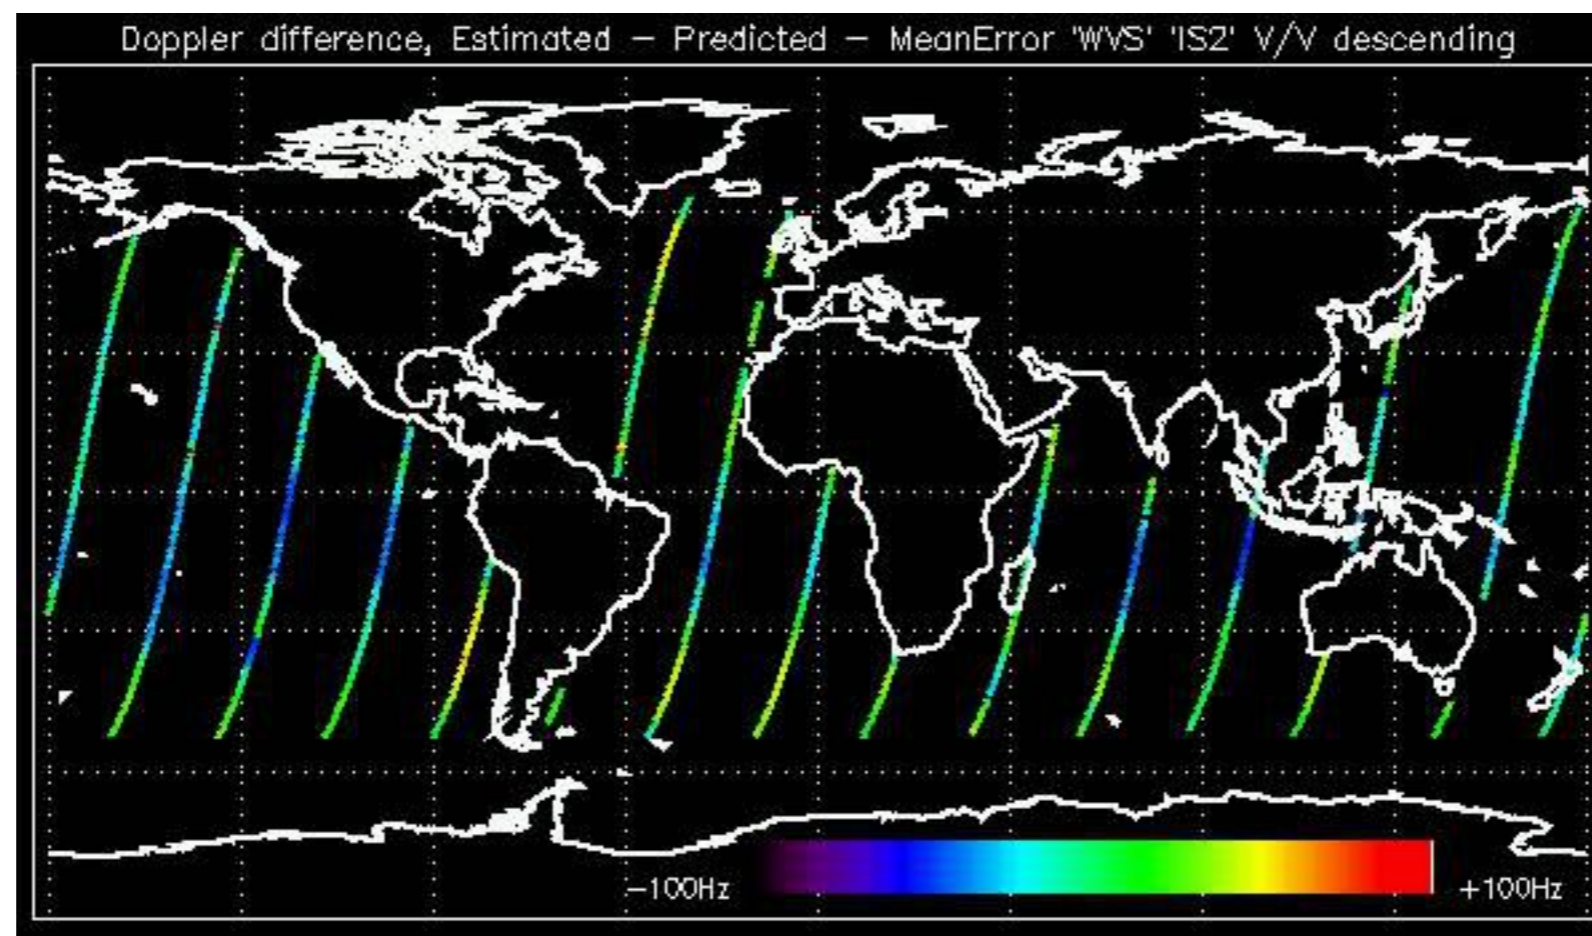 Doppler difference, Estimated – Predicted – MeanError 'WVS' 'IS2' V/V descending
–100Hz
+100Hz